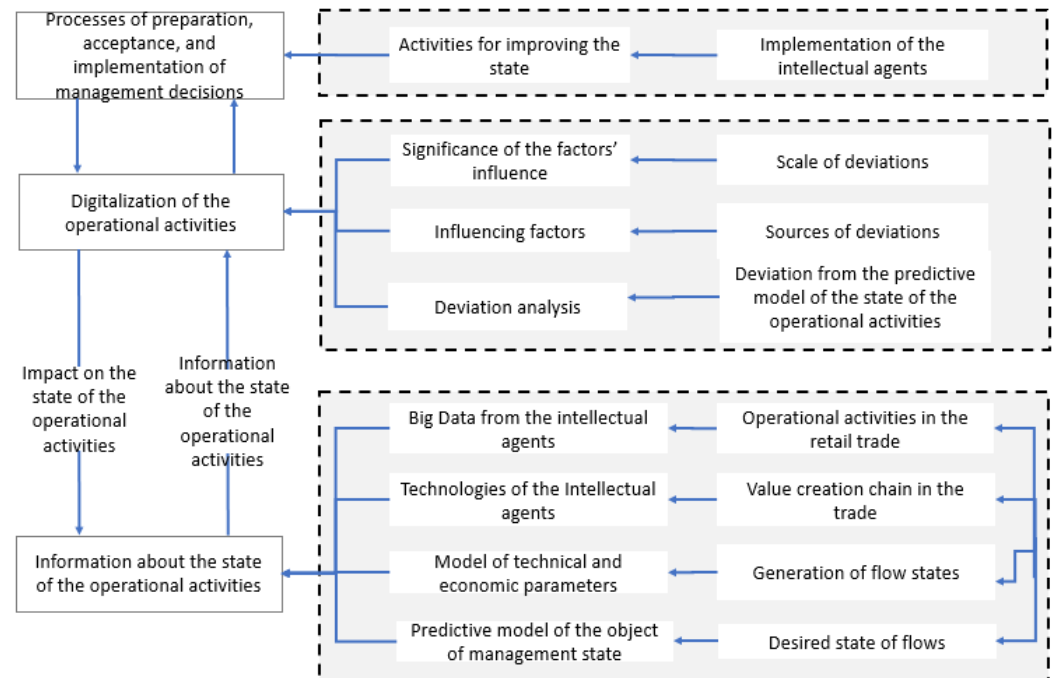 Processes of preparation,
acceptance, and
implementation of
management decisions
Activities for improving the
state
Implementation of the
intellectual agents
Digitalization of the
operational activities
Significance of the factors’
influence
Scale of deviations
Influencing factors
Sources of deviations
Deviation analysis
Deviation from the predictive
model of the state of the
operational activities
Impact on the
state of the
operational
activities
Information
about the state
of the
operational
activities
Information about the state
of the operational activities
Big Data from the intellectual
agents
Operational activities in the
retail trade
Technologies of the Intellectual
agents
Value creation chain in the
trade
Model of technical and
economic parameters
Generation of flow states
Predictive model of the object
of management state
Desired state of flows